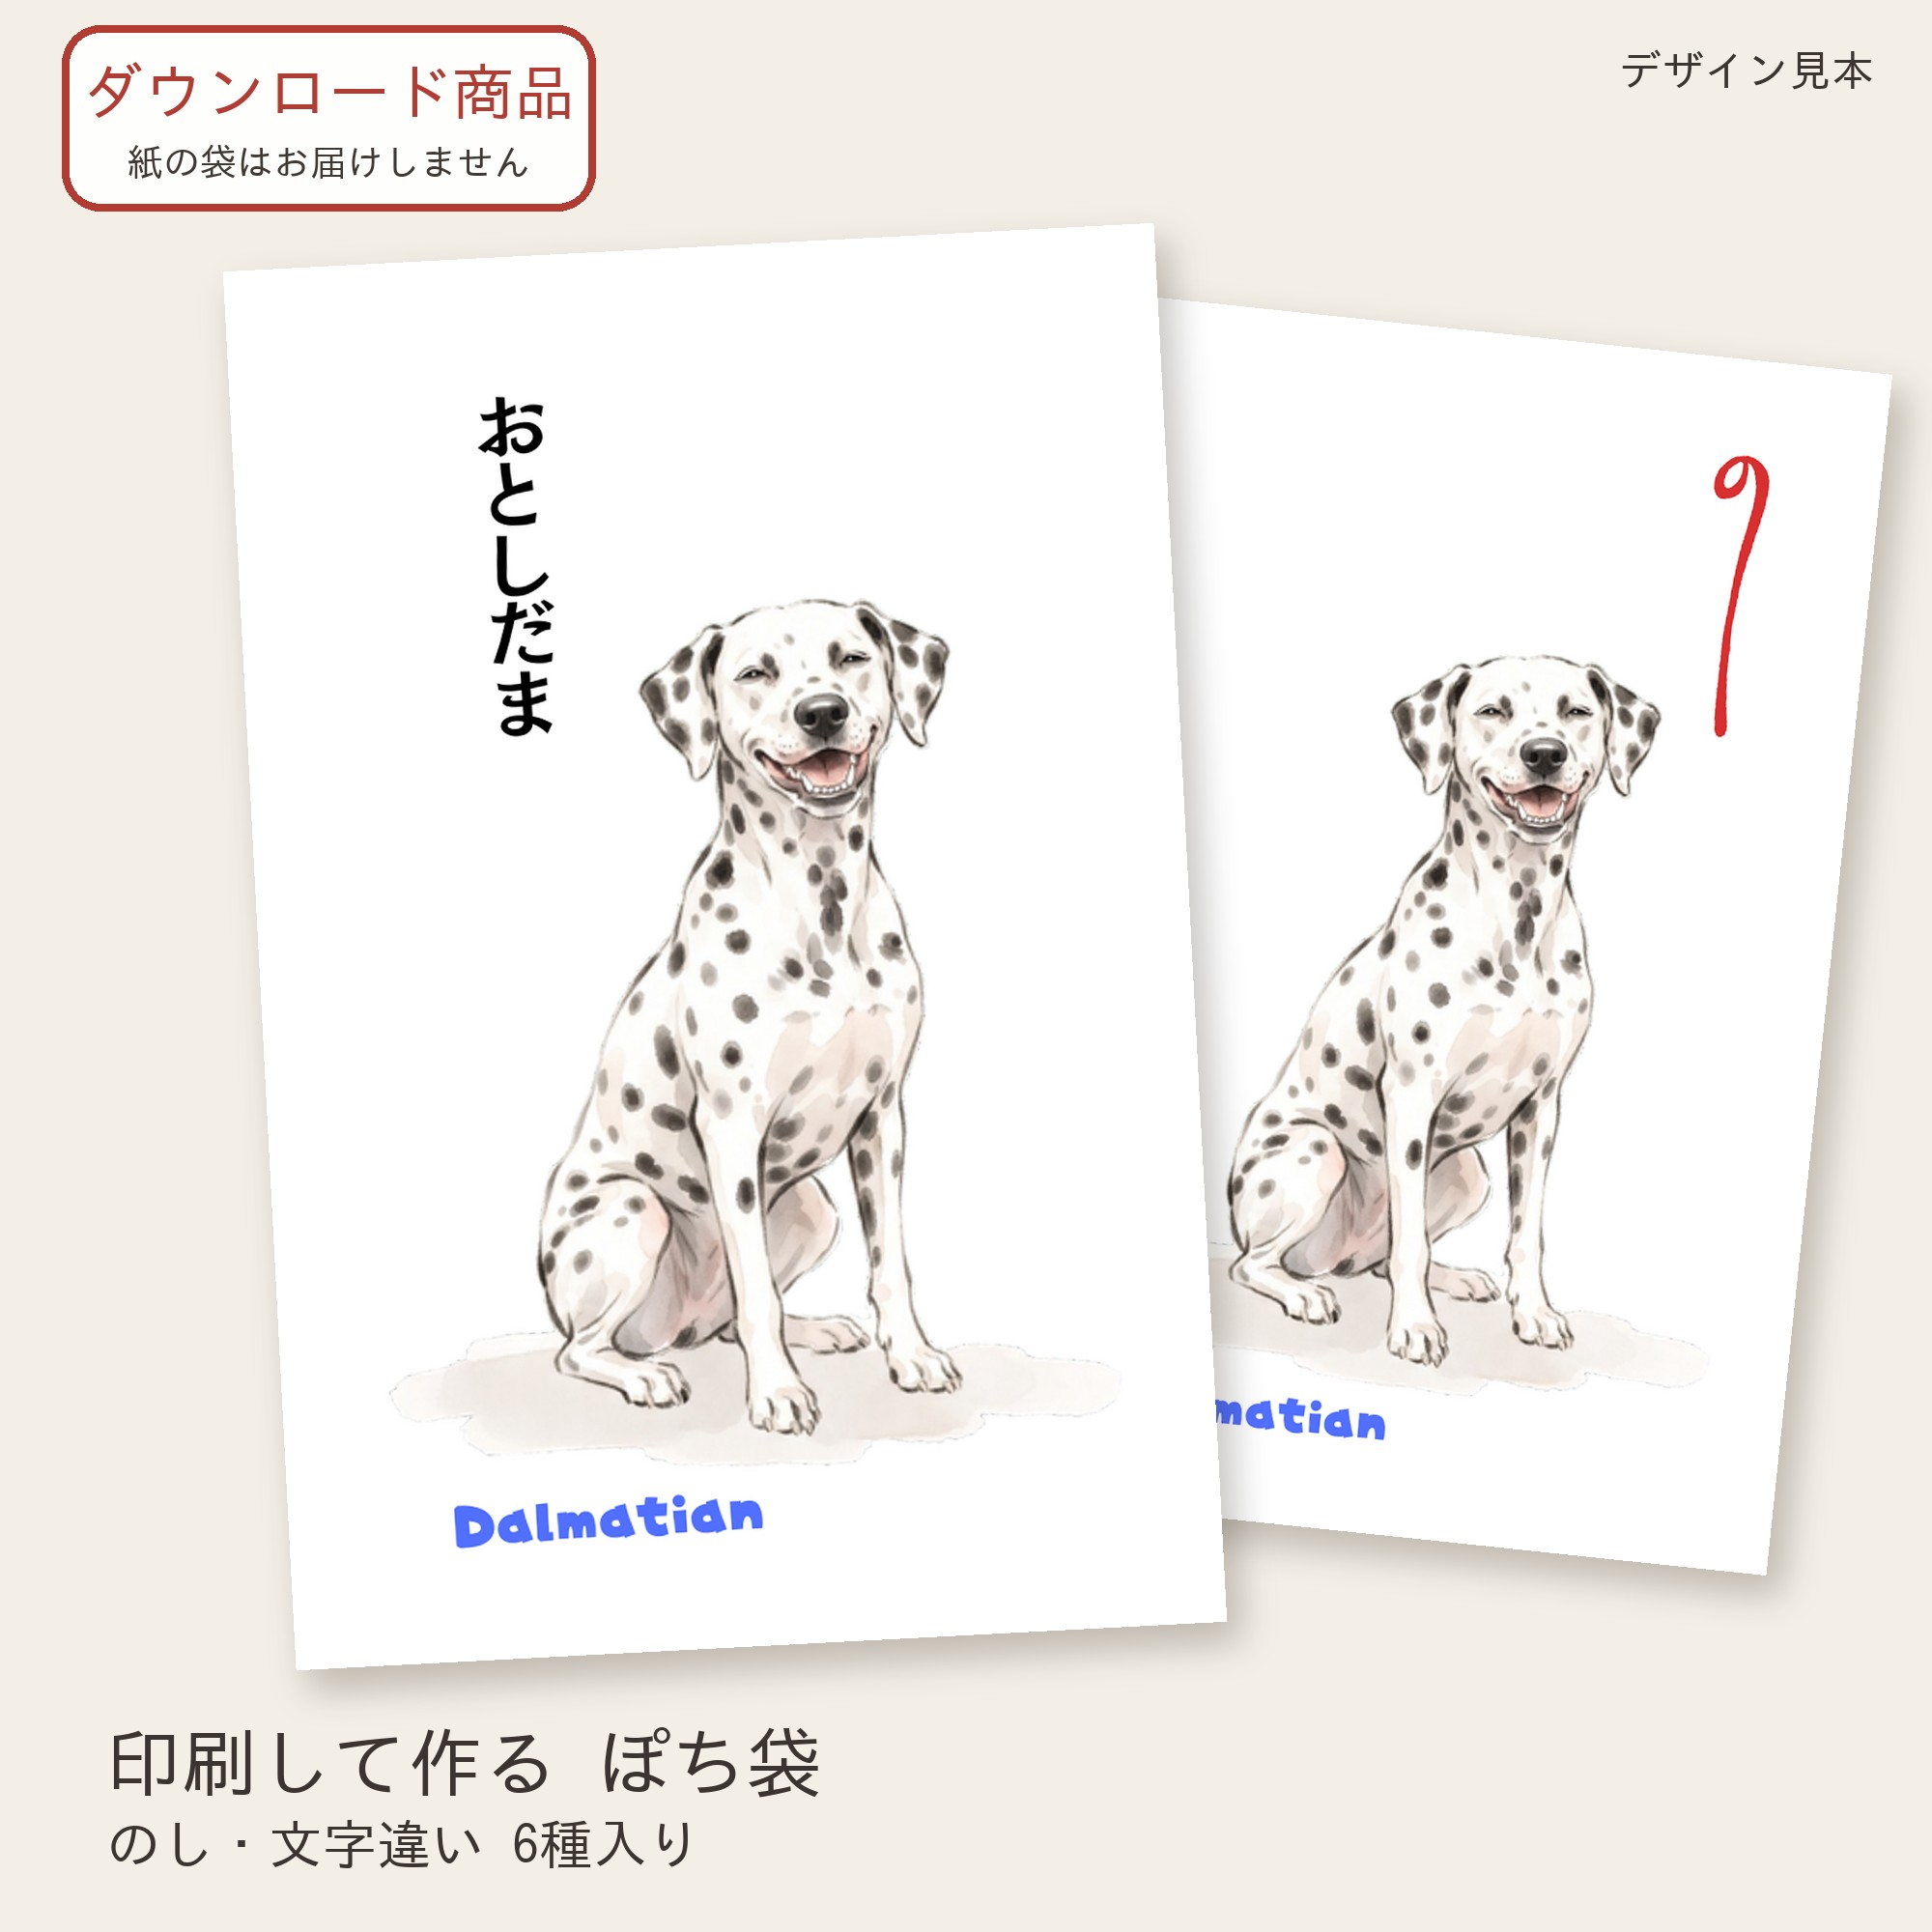 ダウンロード商品
紙の袋はお届けしません
デザイン見本
おとしだま
Dalmatian
のし
matian
印刷して作る ぽち袋
のし・文字違い 6種入り